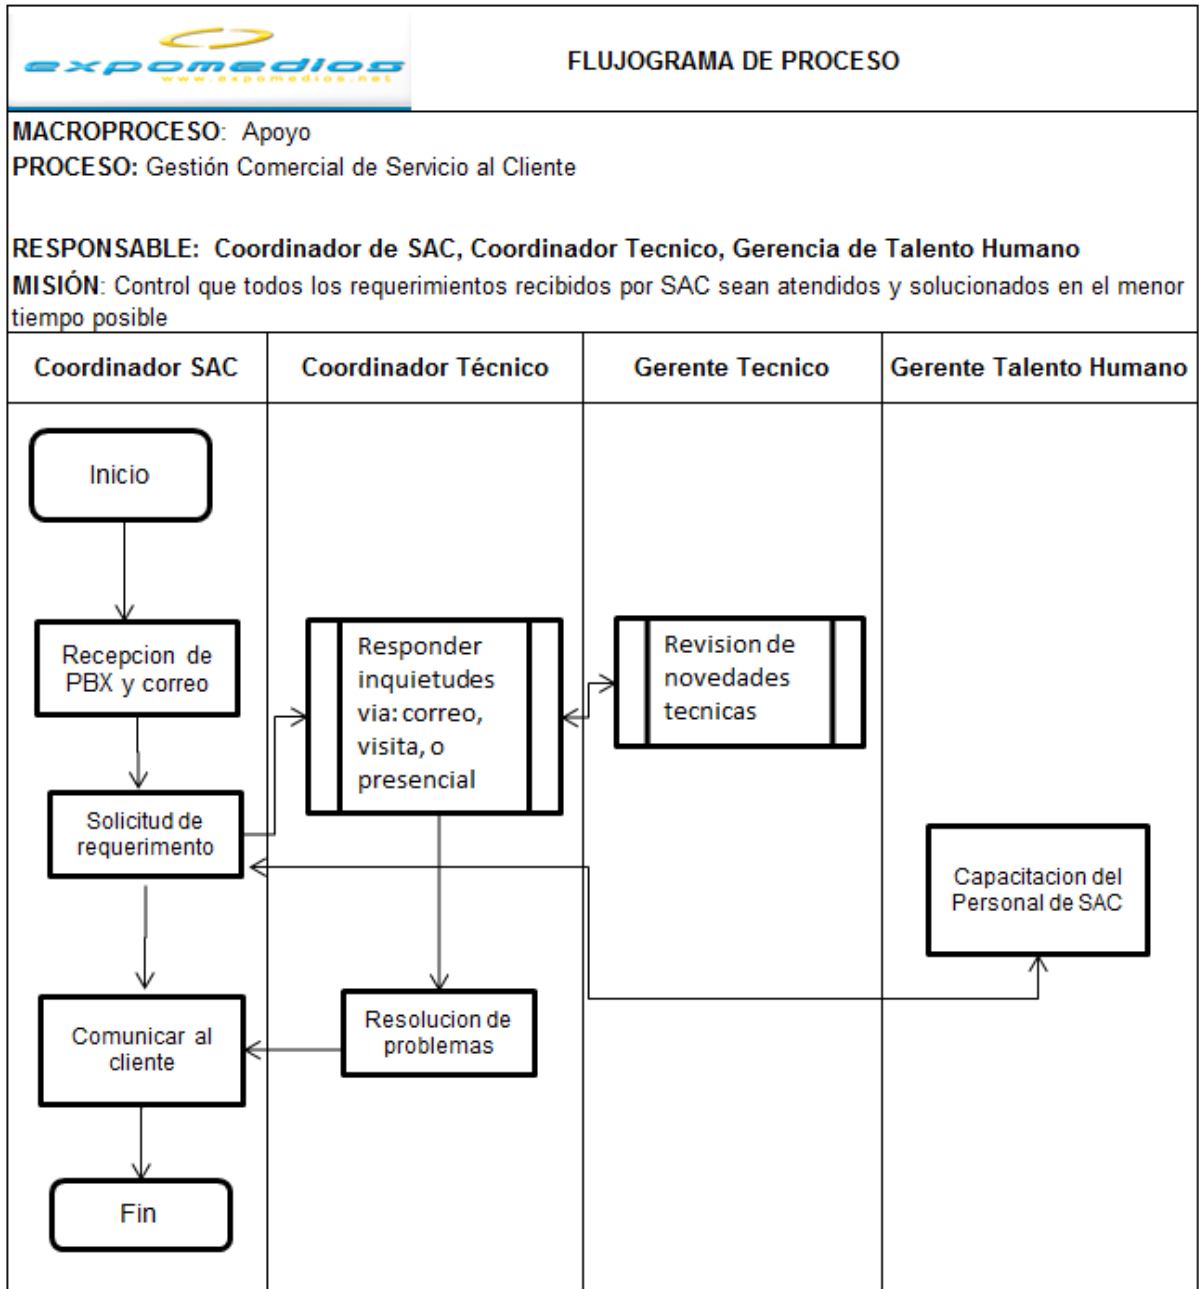 expomedios
www.expomedios.net
FLUJOGRAMA DE PROCESO
MACROPROCESO: Apoyo
PROCESO: Gestión Comercial de Servicio al Cliente
RESPONSABLE: Coordinador de SAC, Coordinador Tecnico, Gerencia de Talento Humano
MISIÓN: Control que todos los requerimientos recibidos por SAC sean atendidos y solucionados en el menor
tiempo posible
Coordinador SAC
Coordinador Técnico
Gerente Tecnico
Gerente Talento Humano
Inicio
Recepcion de
PBX y correo
Responder
inquietudes
via: correo,
visita, o
presencial
Revision de
novedades
tecnicas
Solicitud de
requerimento
Capacitacion del
Personal de SAC
Resolucion de
problemas
Comunicar al
cliente
Fin